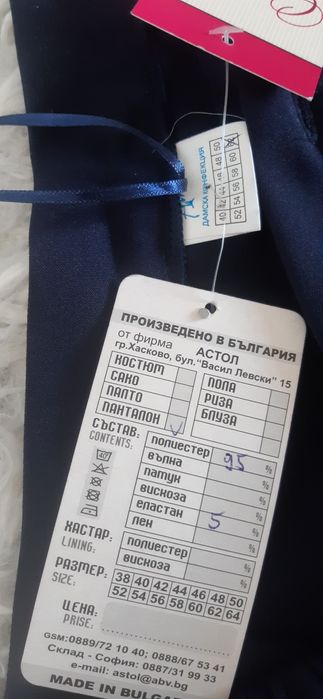 ДАМСКА КОНФЕКЦИЯ
40 42 44 46 48 50
52 54 56 58 60
ПРОИЗВЕДЕНО В БЪЛГАРИЯ
от фирма АСТОЛ
гр.Хасково, бул."Васил Левски" 15
КОСТЮМ
САКО
ПАЛТО
ПАНТАЛОН V
ПОЛА
РИЗА
БЛУЗА
СЪСТАВ:
CONTENTS:
полиестер 95 %
вълна %
памук %
вискоза %
еластан 5 %
лен %
ХАСТАР:
LINING:
полиестер %
вискоза %
РАЗМЕР:
SIZE:
38 40 42 44 46 48 50
52 54 56 58 60 62 64
ЦЕНА:
PRICE:
GSM:0889/72 10 40; 0888/67 53 41
Склад - София: 0887/31 99 33
e-mail: astol@abv.bg
MADE IN BULGAR